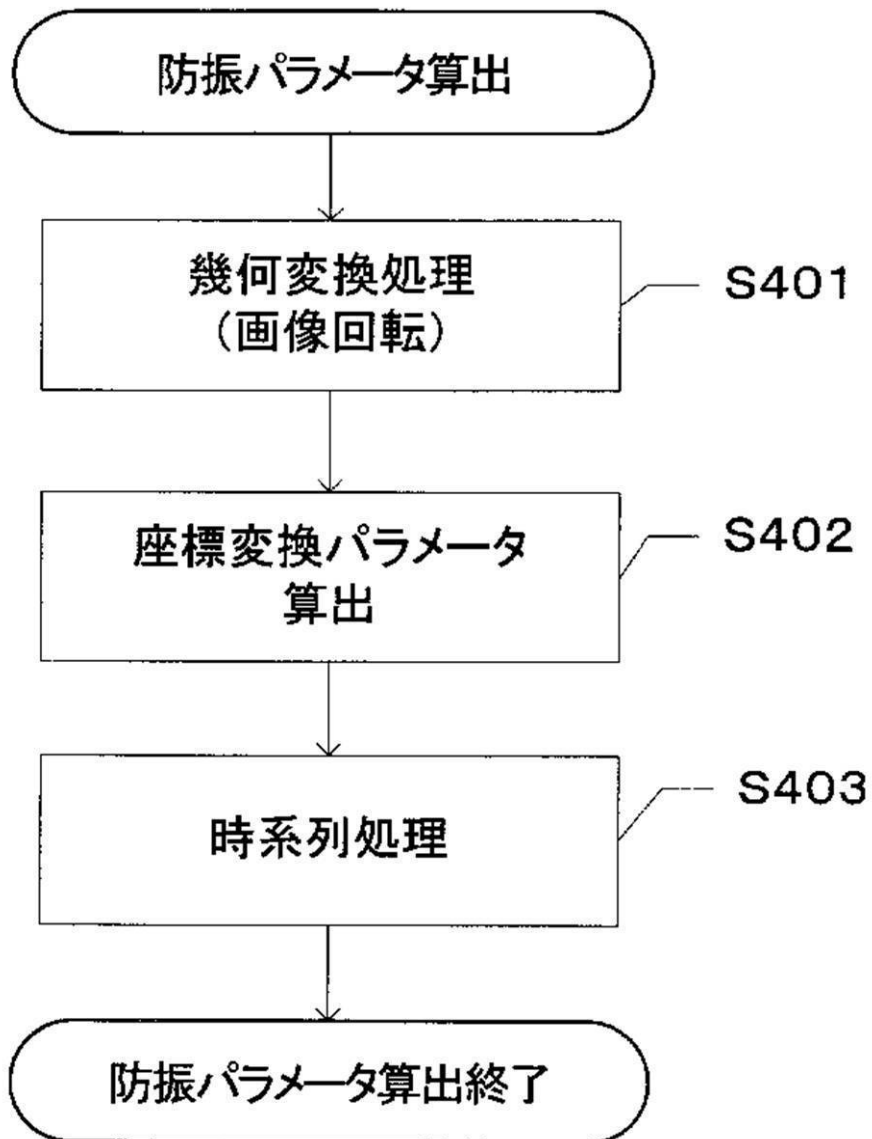 防振パラメータ算出
幾何変換処理
(画像回転)
S401
座標変換パラメータ
算出
S402
時系列処理
S403
防振パラメータ算出終了